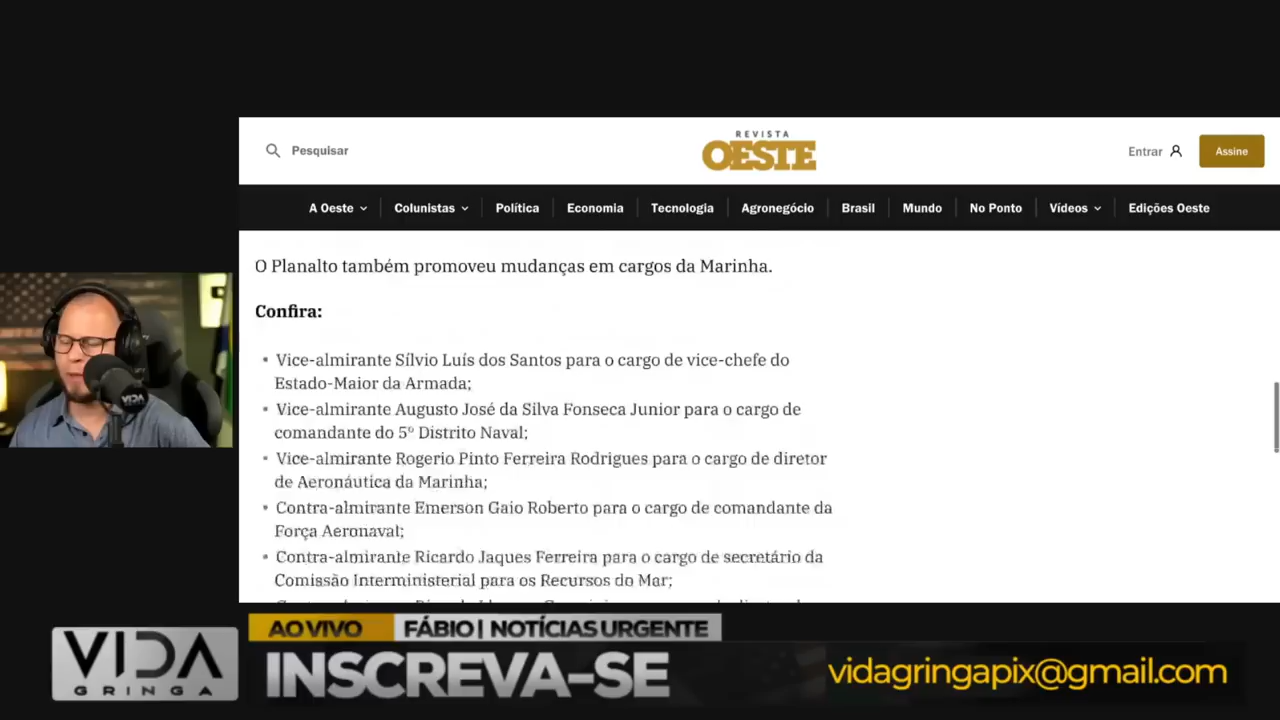 Pesquisar
REVISTA
OESTE
Entrar
Assine
A Oeste
Colunistas
Política
Economia
Tecnologia
Agronegócio
Brasil
Mundo
No Ponto
Vídeos
Edições Oeste
O Planalto também promoveu mudanças em cargos da Marinha.
Confira:
Vice-almirante Sílvio Luís dos Santos para o cargo de vice-chefe do
Estado-Maior da Armada;
Vice-almirante Augusto José da Silva Fonseca Junior para o cargo de
comandante do 5º Distrito Naval;
Vice-almirante Rogerio Pinto Ferreira Rodrigues para o cargo de diretor
de Aeronáutica da Marinha;
Contra-almirante Emerson Gaio Roberto para o cargo de comandante da
Força Aeronaval;
Contra-almirante Ricardo Jaques Ferreira para o cargo de secretário da
Comissão Interministerial para os Recursos do Mar;
VIDA
AO VIVO
FÁBIO | NOTÍCIAS URGENTE
VIDA
GRINGA
INSCREVA-SE
vidagringapix@gmail.com